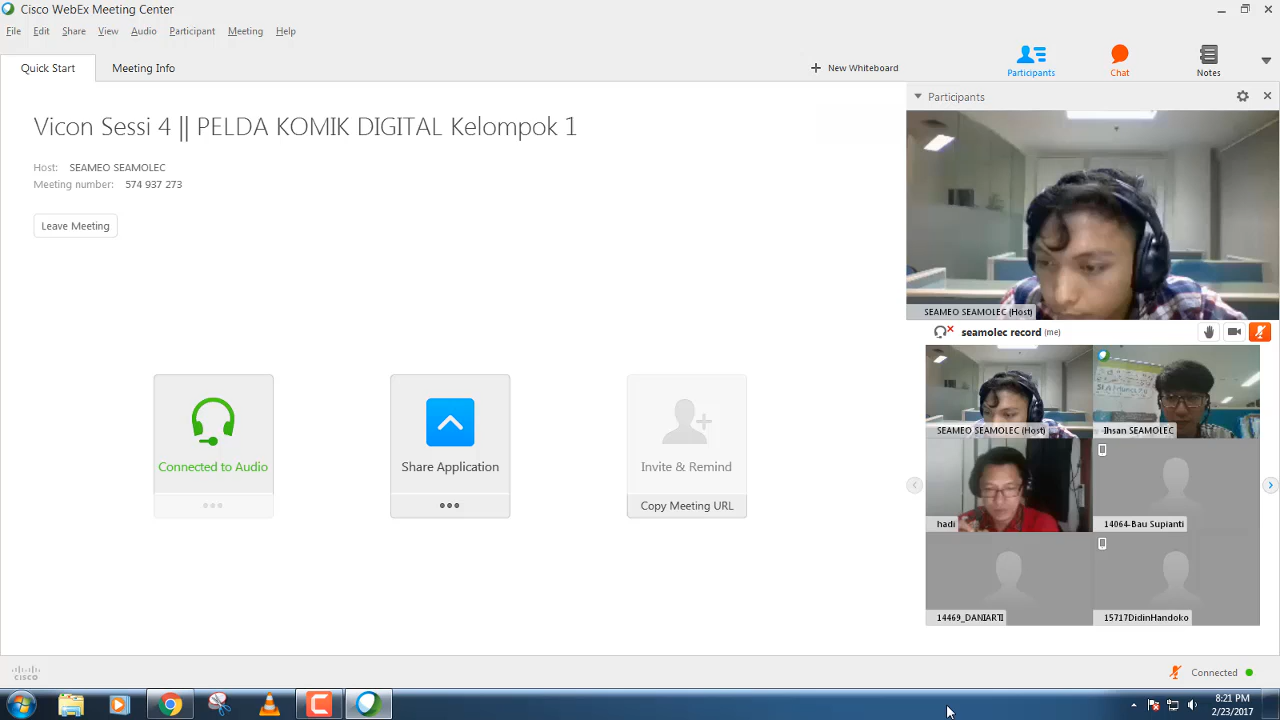 Cisco WebEx Meeting Center
File Edit Share View Audio Participant Meeting Help
Quick Start Meeting Info
New Whiteboard
Participants Chat Notes
Vicon Sessi 4 || PELDA KOMIK DIGITAL Kelompok 1
Host: SEAMEO SEAMOLEC
Meeting number: 574 937 273
Leave Meeting
Connected to Audio
Share Application
Invite & Remind
Copy Meeting URL
Participants
SEAMEO SEAMOLEC (Host)
seamolec record (me)
SEAMEO SEAMOLEC (Host) Ihsan SEAMOLEC
hadi 14064-Bau Supianti
14469_DANIARTI 15717DidinHandoko
CISCO
Connected
8:21 PM
2/23/2017